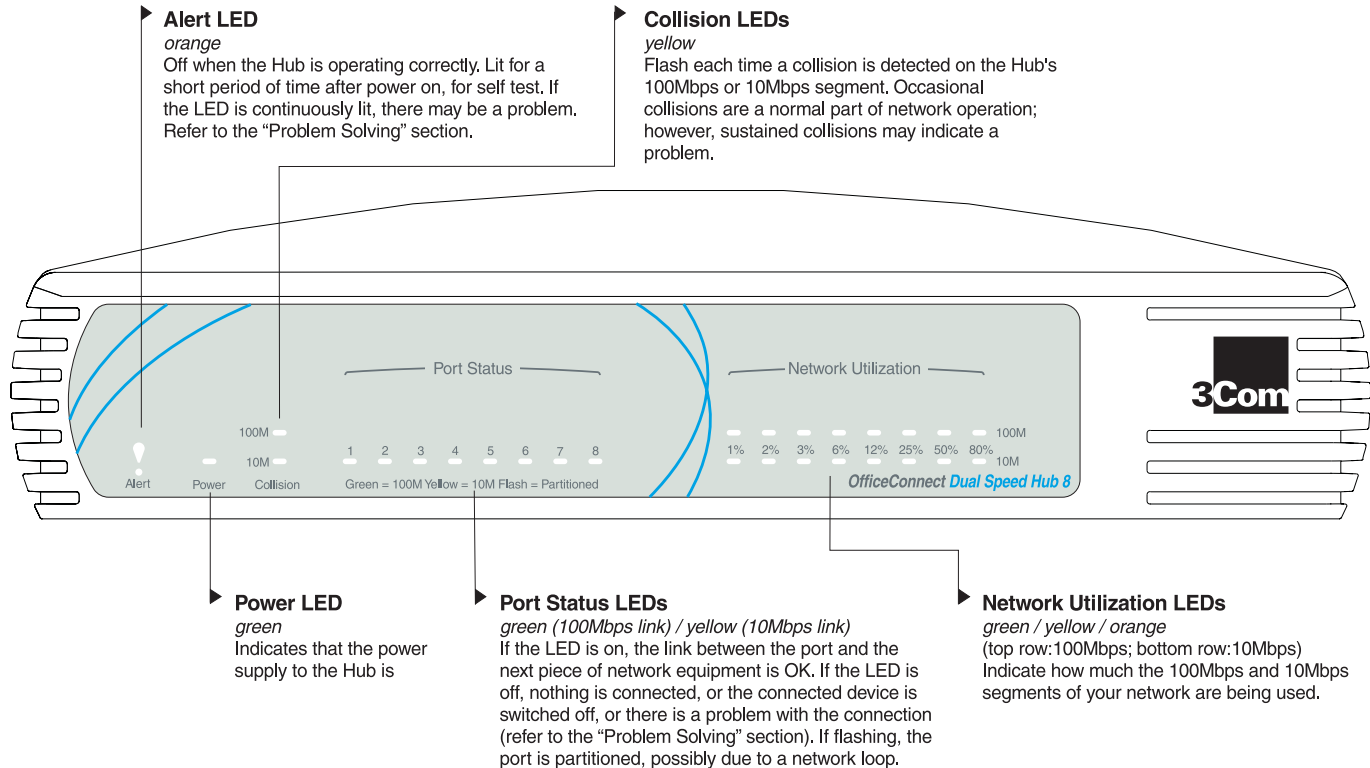 Alert LED
orange
Off when the Hub is operating correctly. Lit for a
short period of time after power on, for self test. If
the LED is continuously lit, there may be a problem.
Refer to the “Problem Solving” section.
Collision LEDs
yellow
Flash each time a collision is detected on the Hub's
100Mbps or 10Mbps segment. Occasional
collisions are a normal part of network operation;
however, sustained collisions may indicate a
problem.
Port Status
Network Utilization
3Com
100M
100M
1 2 3 4 5 6 7 8
1% 2% 3% 6% 12% 25% 50% 80%
10M
10M
Alert Power Collision
Green = 100M Yellow = 10M Flash = Partitioned
OfficeConnect Dual Speed Hub 8
Power LED
green
Indicates that the power
supply to the Hub is
Port Status LEDs
green (100Mbps link) / yellow (10Mbps link)
If the LED is on, the link between the port and the
next piece of network equipment is OK. If the LED is
off, nothing is connected, or the connected device is
switched off, or there is a problem with the connection
(refer to the “Problem Solving” section). If flashing, the
port is partitioned, possibly due to a network loop.
Network Utilization LEDs
green / yellow / orange
(top row:100Mbps; bottom row:10Mbps)
Indicate how much the 100Mbps and 10Mbps
segments of your network are being used.